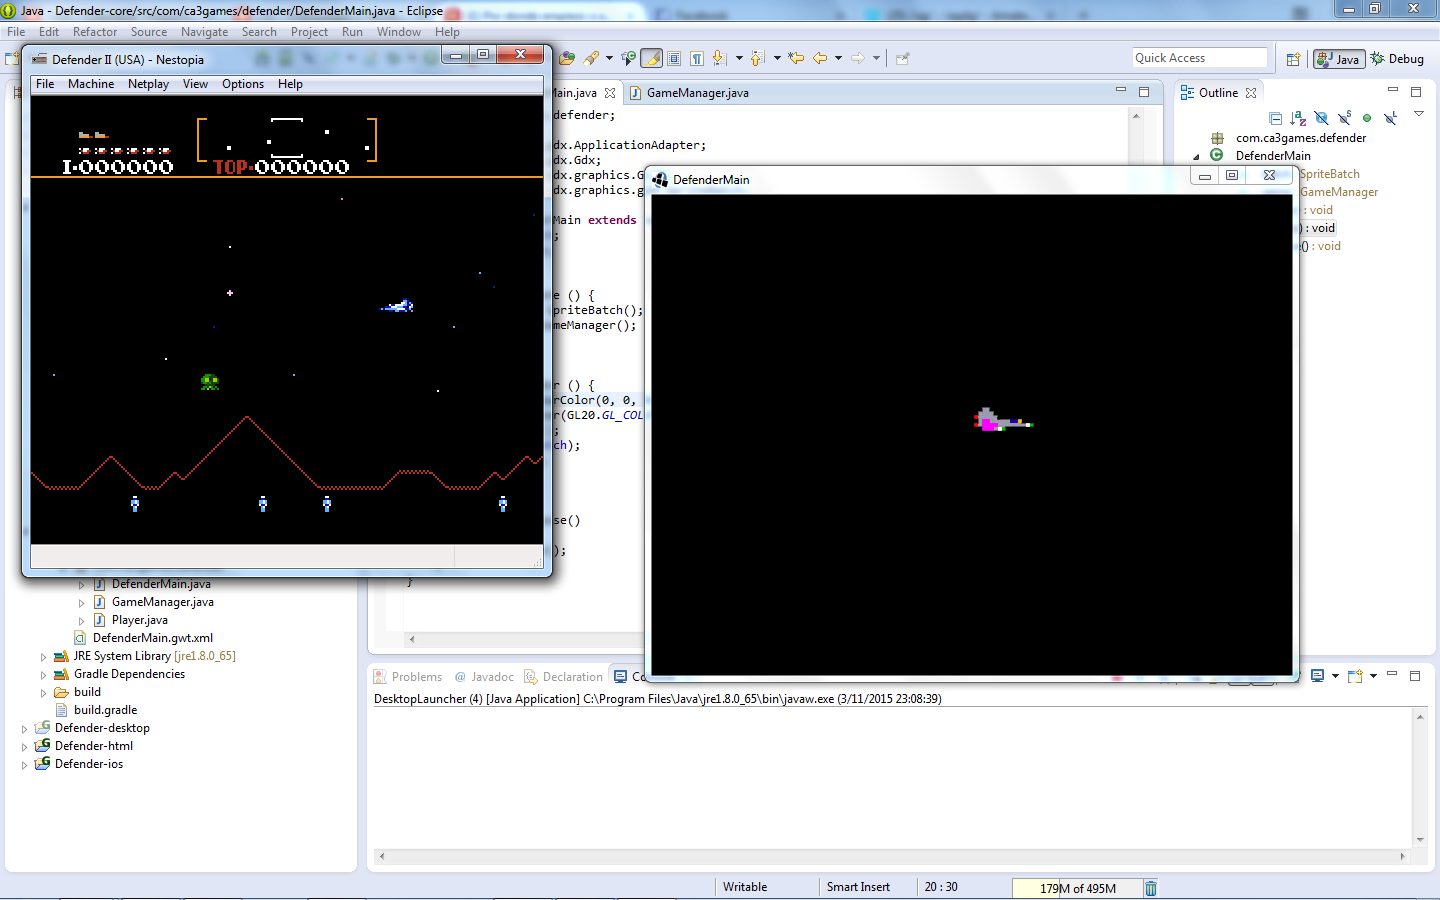 Java - Defender-core/src/com/ca3games/defender/DefenderMain.java - Eclipse
File Edit Refactor Source Navigate Search Project Run Window Help
Quick Access
Java
Debug
Defender II (USA) - Nestopia
File Machine Netplay View Options Help
I-000000
TOP-000000
Main.java
GameManager.java
defender;
dx.ApplicationAdapter;
dx.Gdx;
dx.graphics.G
dx.graphics.g
Main extends
;
e () {
priteBatch();
meManager();
r () {
rColor(0, 0,
r(GL20.GL_COL
;
ch);
se()
);
}
Outline
com.ca3games.defender
DefenderMain
SpriteBatch
GameManager
: void
() : void
() : void
DefenderMain
DefenderMain.java
GameManager.java
Player.java
DefenderMain.gwt.xml
JRE System Library [jre1.8.0_65]
Gradle Dependencies
build
build.gradle
Defender-desktop
Defender-html
Defender-ios
Problems
@ Javadoc
Declaration
Co
DesktopLauncher (4) [Java Application] C:\Program Files\Java\jre1.8.0_65\bin\javaw.exe (3/11/2015 23:08:39)
Writable
Smart Insert
20 : 30
179M of 495M